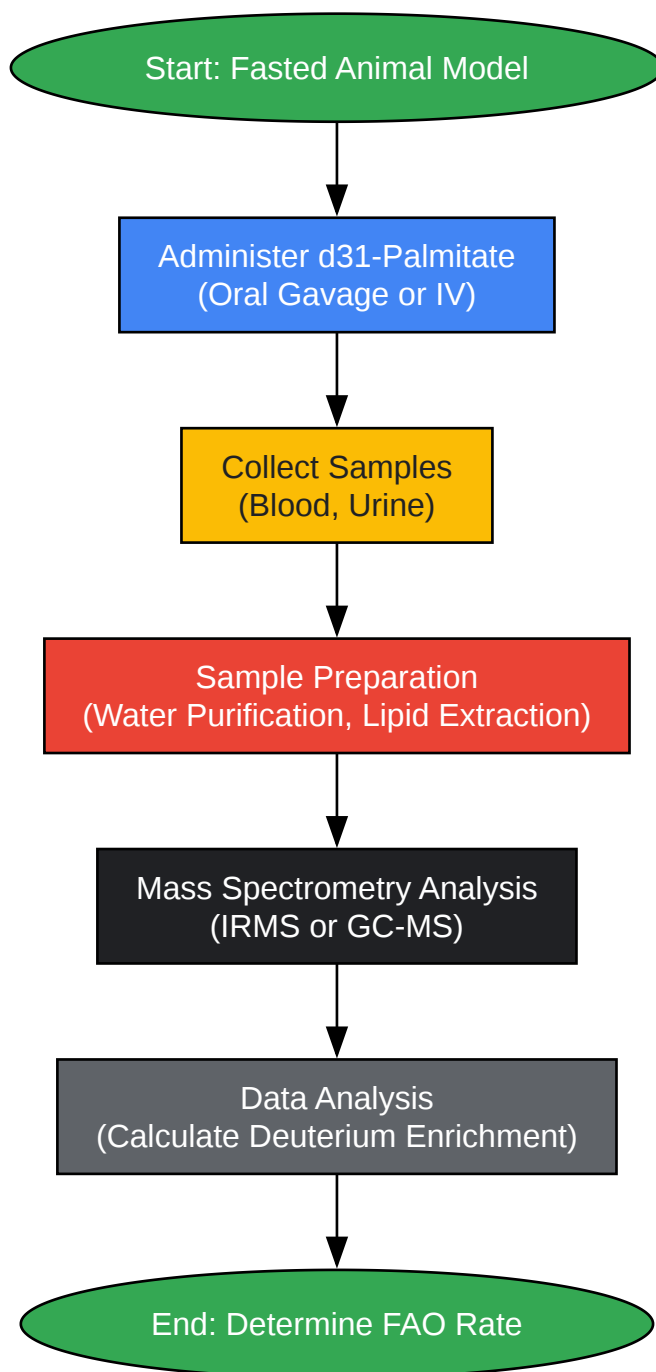 Start: Fasted Animal Model
Administer d31-Palmitate
(Oral Gavage or IV)
Collect Samples
(Blood, Urine)
Sample Preparation
(Water Purification, Lipid Extraction)
Mass Spectrometry Analysis
(IRMS or GC-MS)
Data Analysis
(Calculate Deuterium Enrichment)
End: Determine FAO Rate